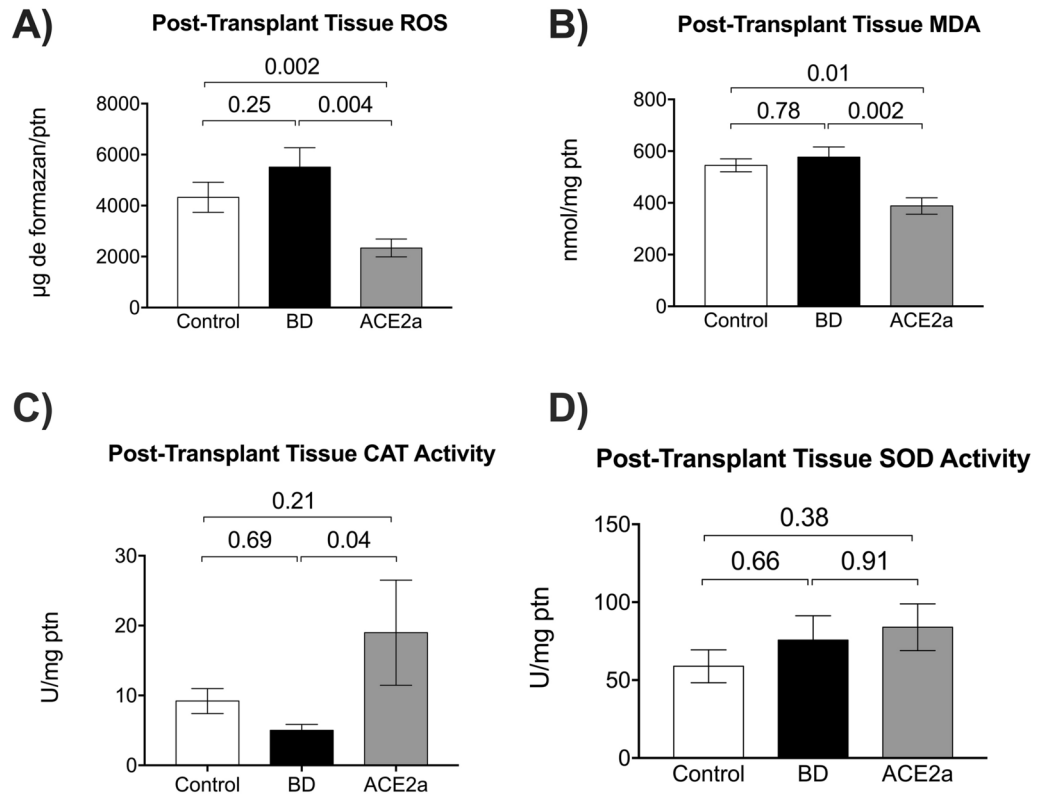 A)
Post-Transplant Tissue ROS
0.002
0.25
0.004
8000
6000
4000
2000
0
µg de formazan/ptn
Control
BD
ACE2a
B)
Post-Transplant Tissue MDA
0.01
0.78
0.002
800
600
400
200
0
nmol/mg ptn
Control
BD
ACE2a
C)
Post-Transplant Tissue CAT Activity
0.21
0.69
0.04
30
20
10
0
U/mg ptn
Control
BD
ACE2a
D)
Post-Transplant Tissue SOD Activity
0.38
0.66
0.91
150
100
50
0
U/mg ptn
Control
BD
ACE2a